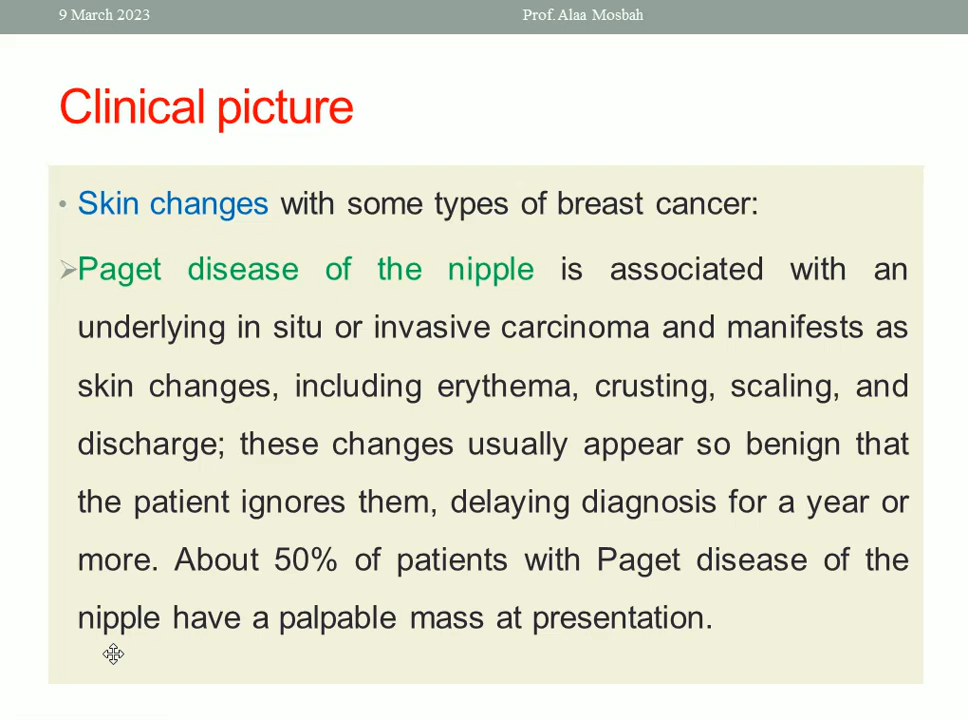 9 March 2023 Prof. Alaa Mosbah
Clinical picture
• Skin changes with some types of breast cancer:
➢Paget disease of the nipple is associated with an
underlying in situ or invasive carcinoma and manifests as
skin changes, including erythema, crusting, scaling, and
discharge; these changes usually appear so benign that
the patient ignores them, delaying diagnosis for a year or
more. About 50% of patients with Paget disease of the
nipple have a palpable mass at presentation.